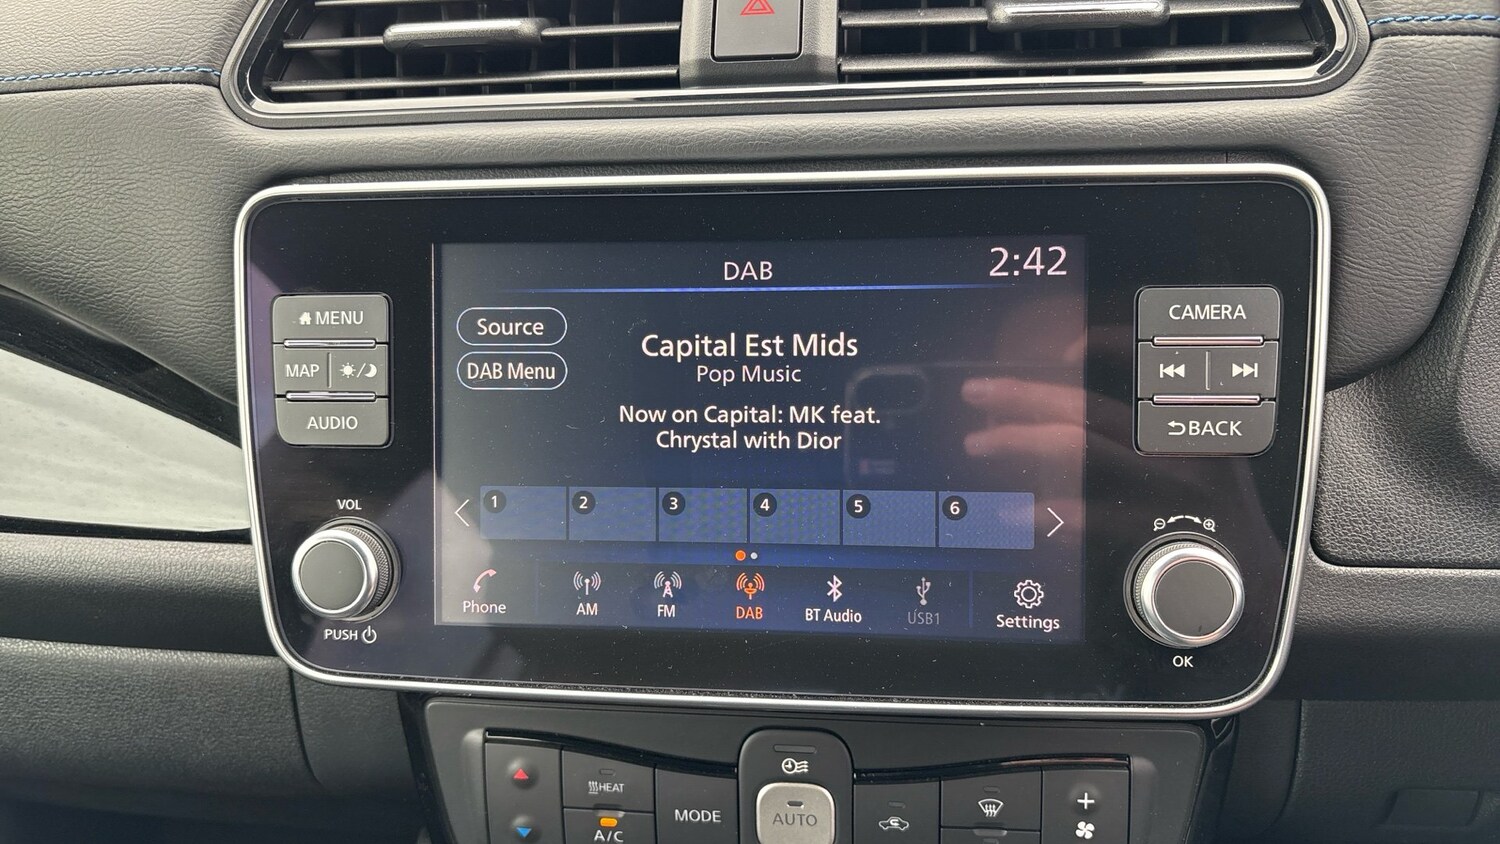 DAB
2:42
MENU
MAP
AUDIO
VOL
PUSH
Source
DAB Menu
Capital Est Mids
Pop Music
Now on Capital: MK feat.
Chrystal with Dior
1 2 3 4 5 6
Phone
AM
FM
DAB
BT Audio
USB1
Settings
CAMERA
BACK
OK
HEAT
A/C
MODE
AUTO
+